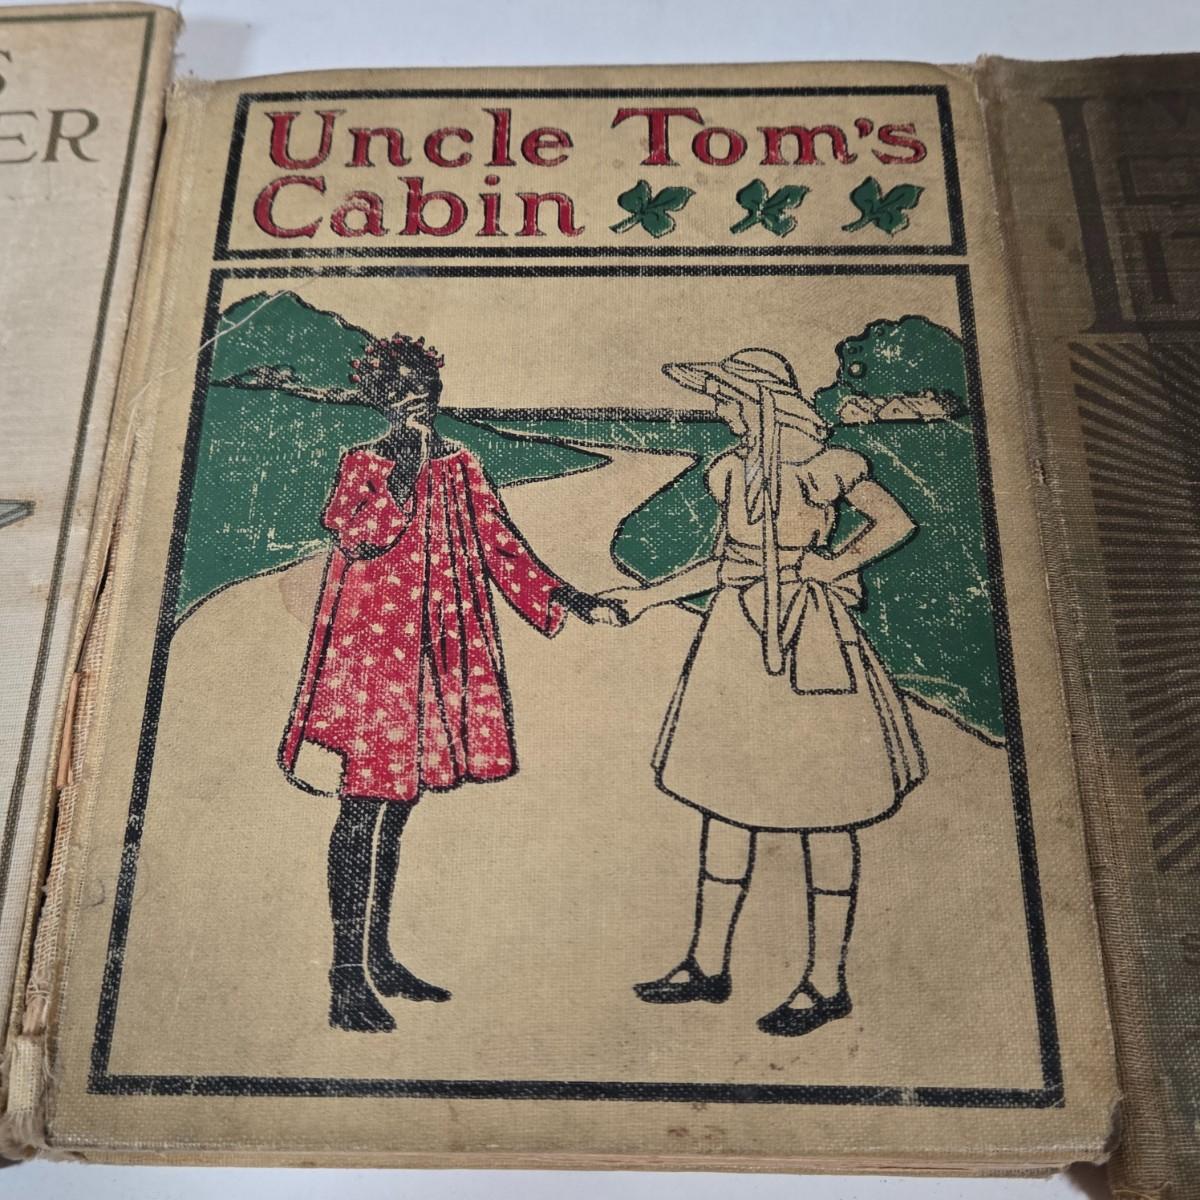 S
ER
Uncle Tom's
Cabin